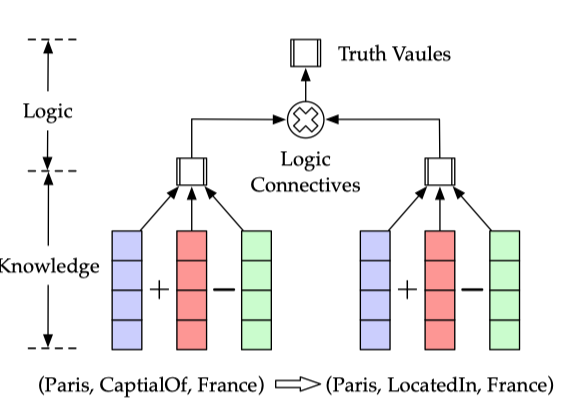 Truth Vaules
Logic
Logic
Connectives
Knowledge
+ − + −
(Paris, CaptialOf, France) ⟹ (Paris, LocatedIn, France)